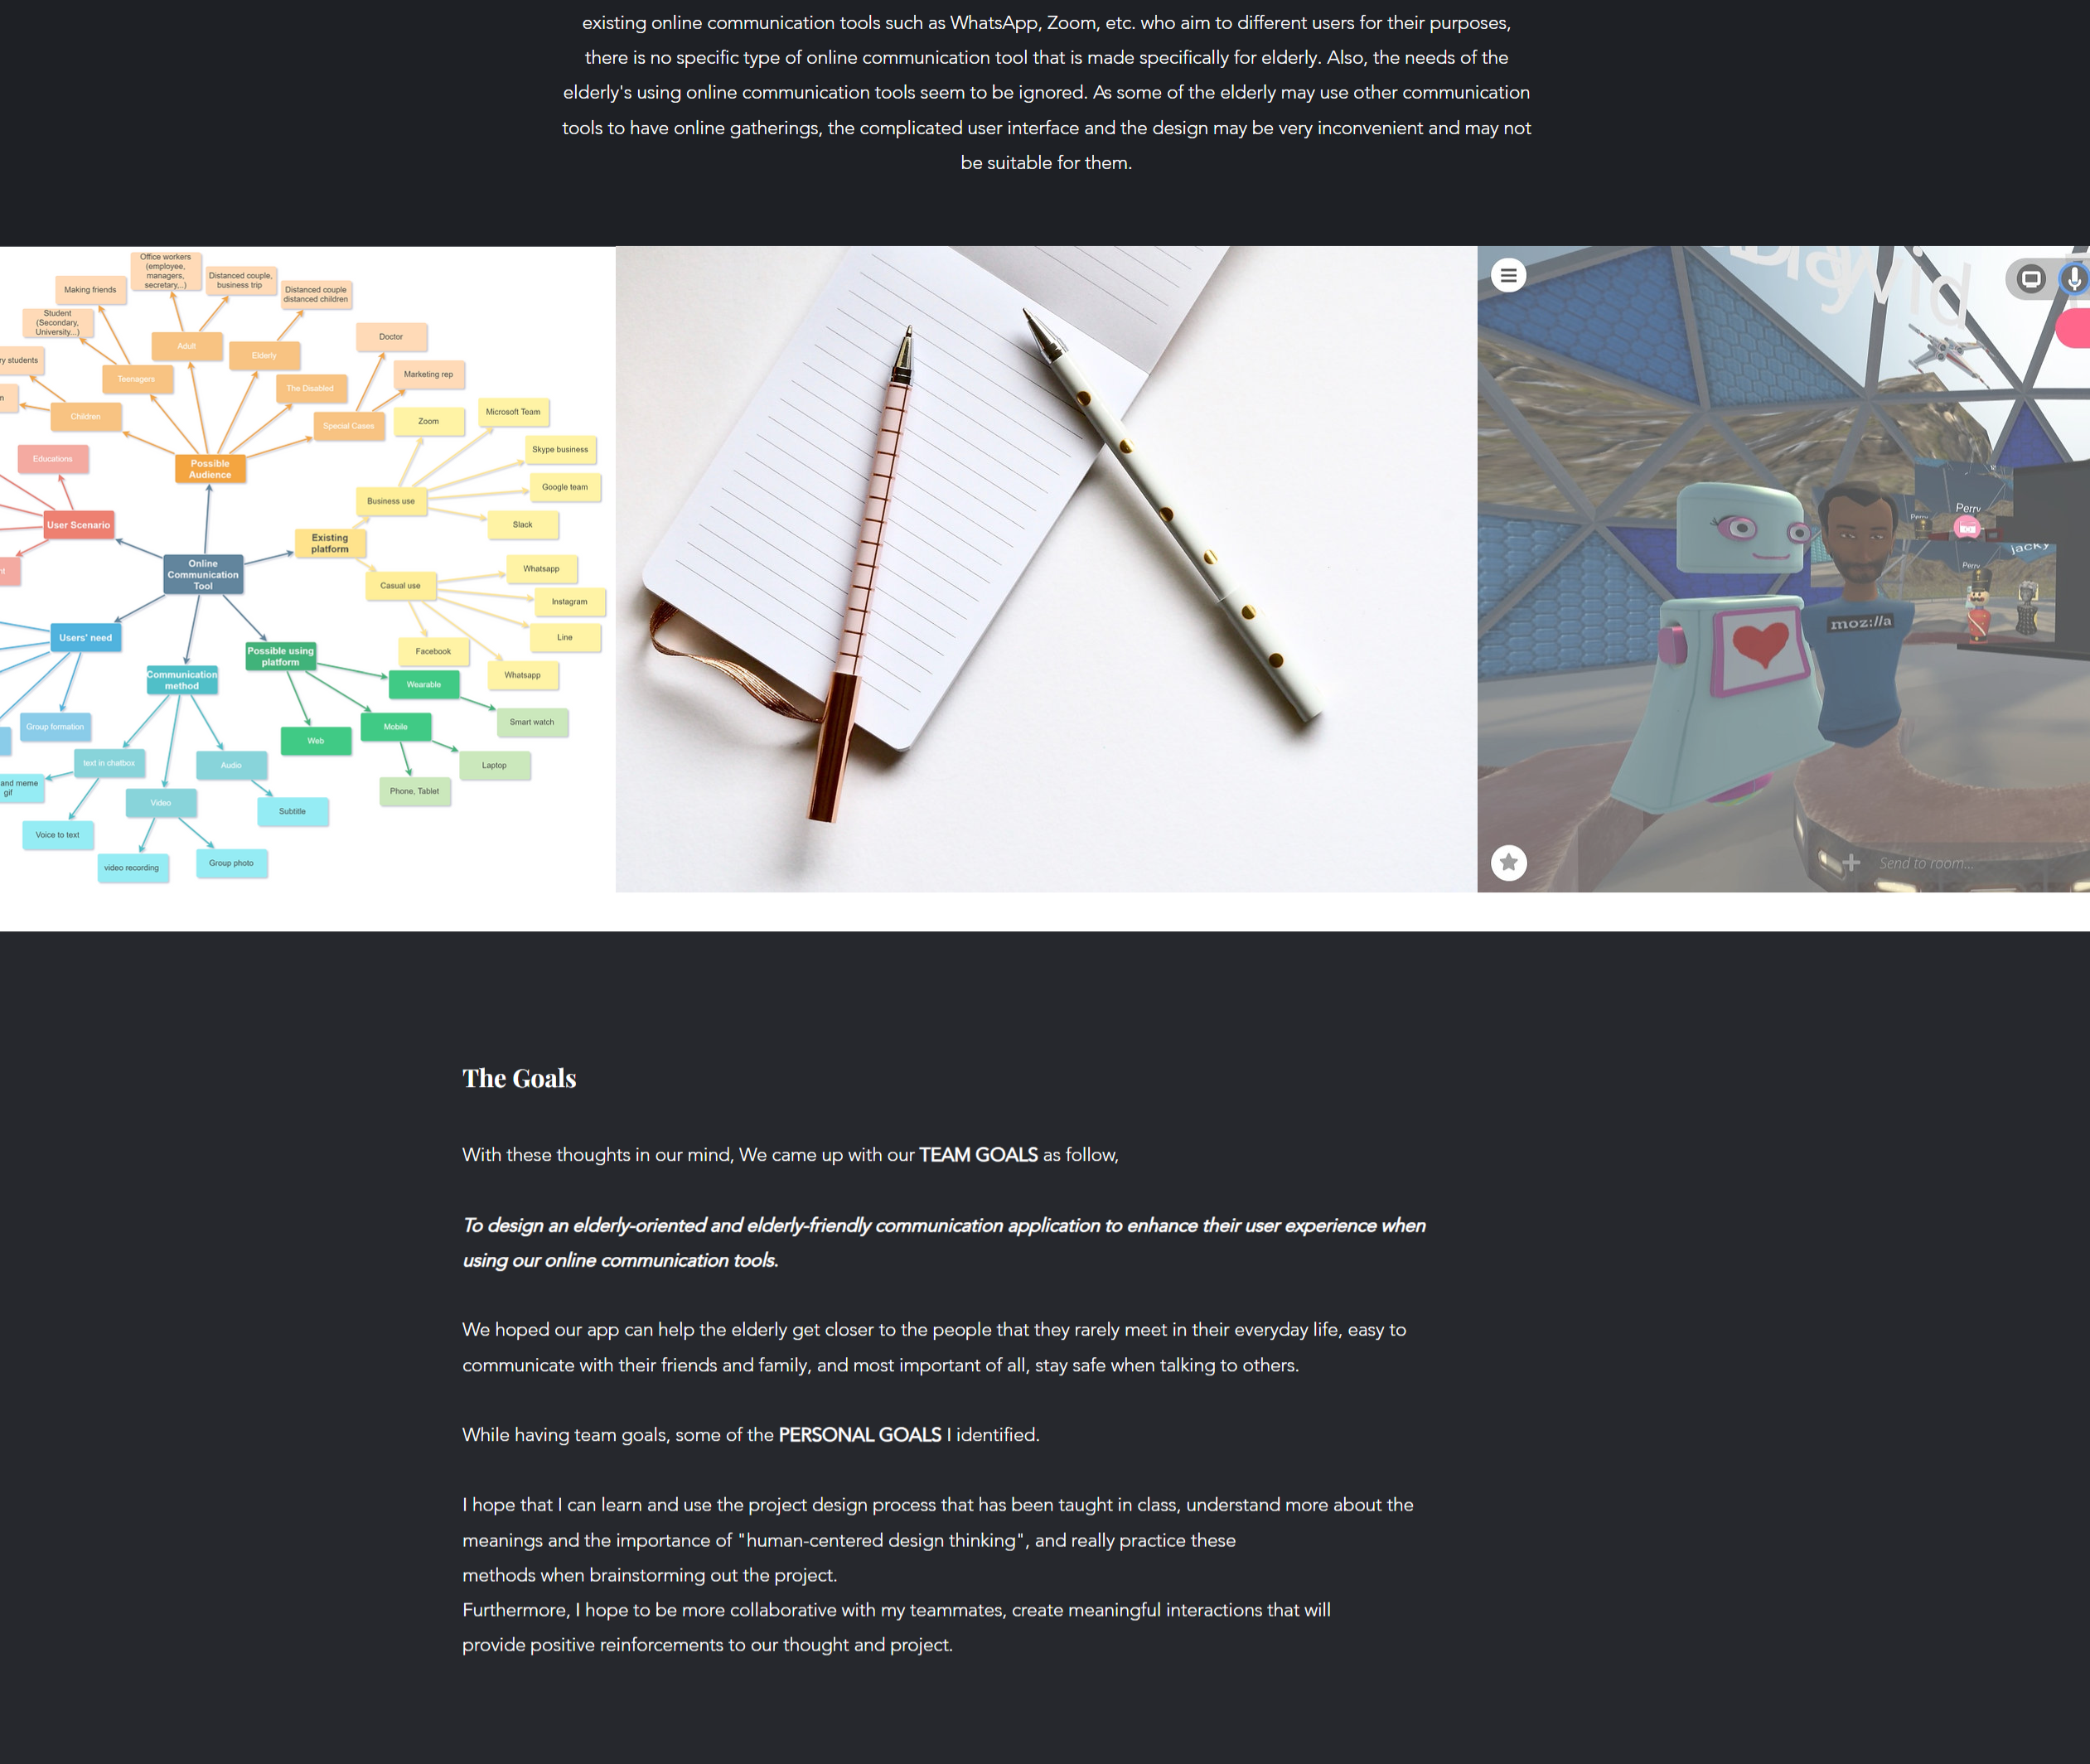 existing online communication tools such as WhatsApp, Zoom, etc. who aim to different users for their purposes,
there is no specific type of online communication tool that is made specifically for elderly. Also, the needs of the
elderly's using online communication tools seem to be ignored. As some of the elderly may use other communication
tools to have online gatherings, the complicated user interface and the design may be very inconvenient and may not
be suitable for them.
Office workers
(employee,
managers,
secretary...)
Making friends
Distanced couple,
business trip
Distanced couple
distanced children
Student
(Secondary,
University...)
Doctor
Adult
Elderly
ry students
Teenagers
The Disabled
Marketing rep
n
Children
Special Cases
Zoom
Microsoft Team
Educations
Possible
Audience
Skype business
Google team
Business use
User Scenario
Slack
Existing
platform
nt
Online
Communication
Tool
Casual use
Whatsapp
Instagram
Users' need
Line
Possible using
platform
Facebook
Communication
method
Wearable
Whatsapp
Group formation
Mobile
Smart watch
Web
text in chatbox
Audio
Laptop
and meme
gif
Video
Phone, Tablet
Subtitle
Voice to text
video recording
Group photo
Perry
Perry
jacky
Perry
moz://a
Send to room...
The Goals
With these thoughts in our mind, We came up with our TEAM GOALS as follow,
To design an elderly-oriented and elderly-friendly communication application to enhance their user experience when
using our online communication tools.
We hoped our app can help the elderly get closer to the people that they rarely meet in their everyday life, easy to
communicate with their friends and family, and most important of all, stay safe when talking to others.
While having team goals, some of the PERSONAL GOALS I identified.
I hope that I can learn and use the project design process that has been taught in class, understand more about the
meanings and the importance of "human-centered design thinking", and really practice these
methods when brainstorming out the project.
Furthermore, I hope to be more collaborative with my teammates, create meaningful interactions that will
provide positive reinforcements to our thought and project.